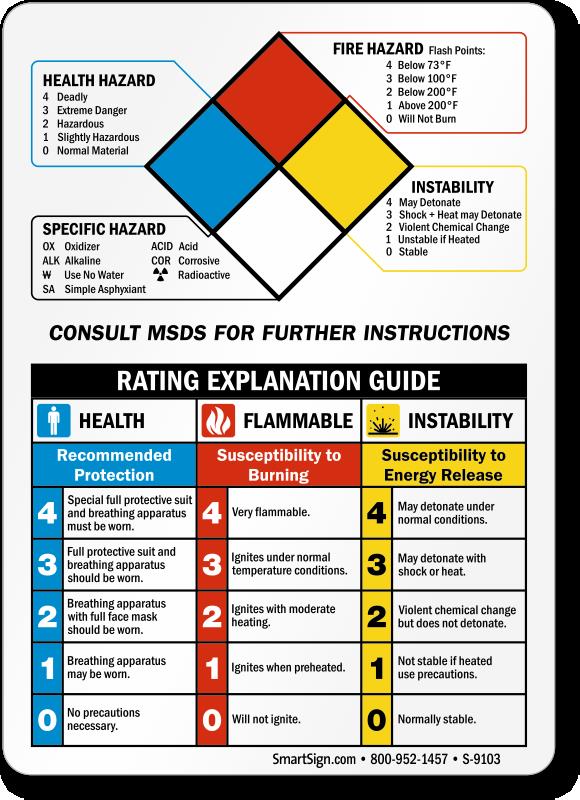 FIRE HAZARD Flash Points:
4 Below 73°F
3 Below 100°F
2 Below 200°F
1 Above 200°F
0 Will Not Burn
HEALTH HAZARD
4 Deadly
3 Extreme Danger
2 Hazardous
1 Slightly Hazardous
0 Normal Material
INSTABILITY
4 May Detonate
3 Shock + Heat may Detonate
2 Violent Chemical Change
1 Unstable if Heated
0 Stable
SPECIFIC HAZARD
OX Oxidizer ACID Acid
ALK Alkaline COR Corrosive
W̶ Use No Water ☢ Radioactive
SA Simple Asphyxiant
CONSULT MSDS FOR FURTHER INSTRUCTIONS
RATING EXPLANATION GUIDE
HEALTH
Recommended
Protection
4 Special full protective suit
and breathing apparatus
must be worn.
3 Full protective suit and
breathing apparatus
should be worn.
2 Breathing apparatus
with full face mask
should be worn.
1 Breathing apparatus
may be worn.
0 No precautions
necessary.
FLAMMABLE
Susceptibility to
Burning
4 Very flammable.
3 Ignites under normal
temperature conditions.
2 Ignites with moderate
heating.
1 Ignites when preheated.
0 Will not ignite.
INSTABILITY
Susceptibility to
Energy Release
4 May detonate under
normal conditions.
3 May detonate with
shock or heat.
2 Violent chemical change
but does not detonate.
1 Not stable if heated
use precautions.
0 Normally stable.
SmartSign.com • 800-952-1457 • S-9103